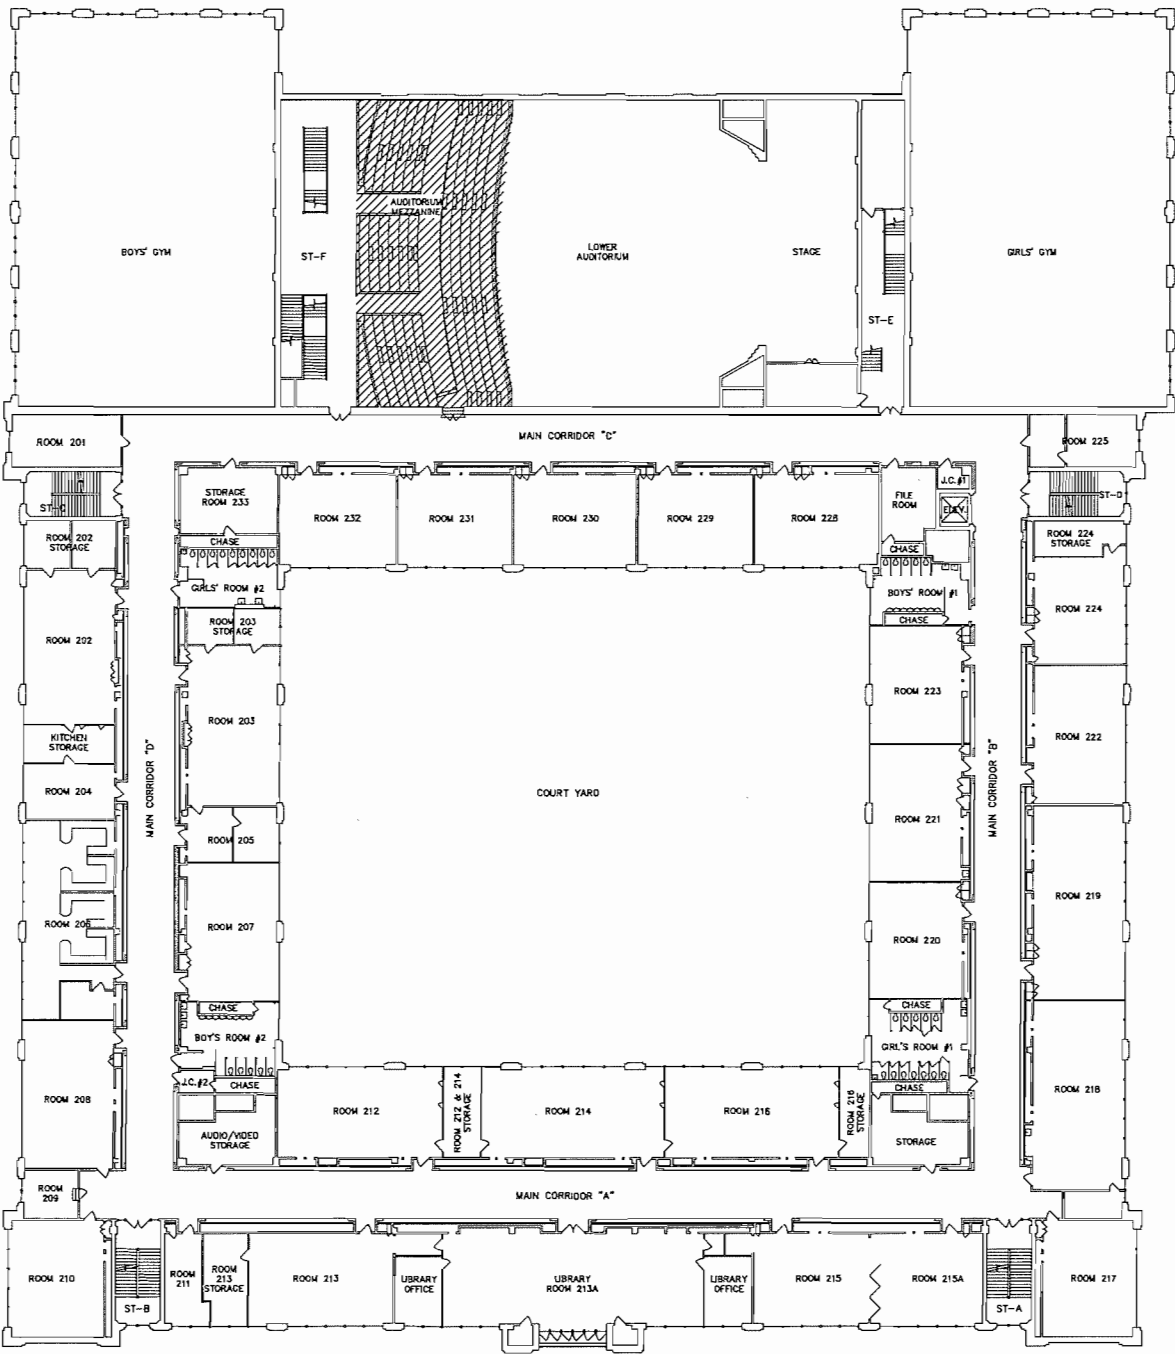 BOYS' GYM
ST-F
AUDITORIUM
MEZZANINE
LOWER
AUDITORIUM
STAGE
ST-E
GIRLS' GYM
ROOM 201
MAIN CORRIDOR "C"
ROOM 225
ST-C
STORAGE
ROOM 233
ROOM 232
ROOM 231
ROOM 230
ROOM 229
ROOM 228
FILE
ROOM
J.C.#1
ELEV.
ST-D
ROOM 202
STORAGE
CHASE
CHASE
ROOM 224
STORAGE
GIRLS' ROOM #2
BOYS' ROOM #1
CHASE
ROOM 224
ROOM 203
STORAGE
ROOM 202
ROOM 203
ROOM 223
ROOM 222
KITCHEN
STORAGE
MAIN CORRIDOR "D"
COURT YARD
MAIN CORRIDOR "B"
ROOM 204
ROOM 205
ROOM 221
ROOM 206
ROOM 207
ROOM 220
ROOM 219
CHASE
BOY'S ROOM #2
CHASE
GIRL'S ROOM #1
J.C.#2
CHASE
CHASE
ROOM 208
ROOM 212
ROOM 212 & 214
STORAGE
ROOM 214
ROOM 216
ROOM 216
STORAGE
ROOM 218
AUDIO/VIDEO
STORAGE
STORAGE
ROOM
209
MAIN CORRIDOR "A"
ROOM 210
ST-B
ROOM
211
ROOM
213
STORAGE
ROOM 213
LIBRARY
OFFICE
LIBRARY
ROOM 213A
LIBRARY
OFFICE
ROOM 215
ROOM 215A
ST-A
ROOM 217